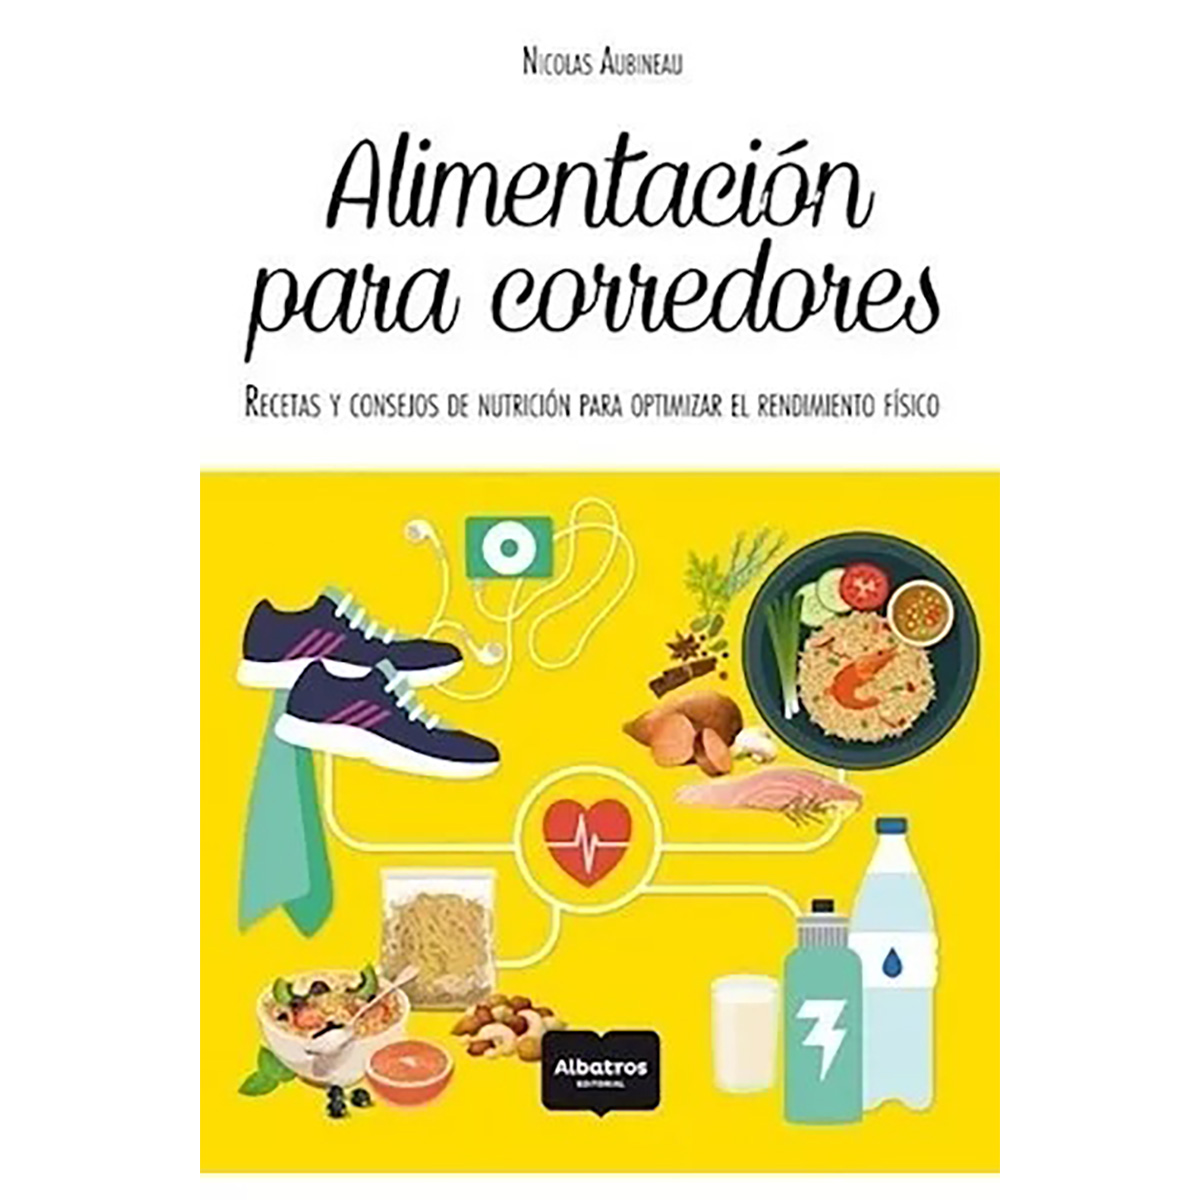 Nicolas Aubineau
Alimentación
para corredores
Recetas y consejos de nutrición para optimizar el rendimiento físico
Albatros
EDITORIAL